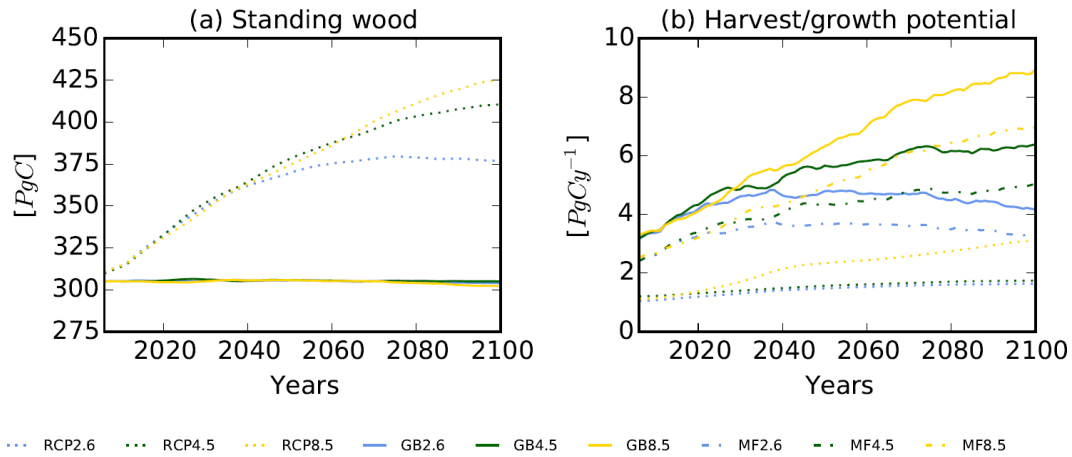 (a) Standing wood
450
425
400
375
350
325
300
275
[PgC]
2020 2040 2060 2080 2100
Years
(b) Harvest/growth potential
10
8
6
4
2
0
[PgCy⁻¹]
2020 2040 2060 2080 2100
Years
RCP2.6 RCP4.5 RCP8.5 GB2.6 GB4.5 GB8.5 MF2.6 MF4.5 MF8.5